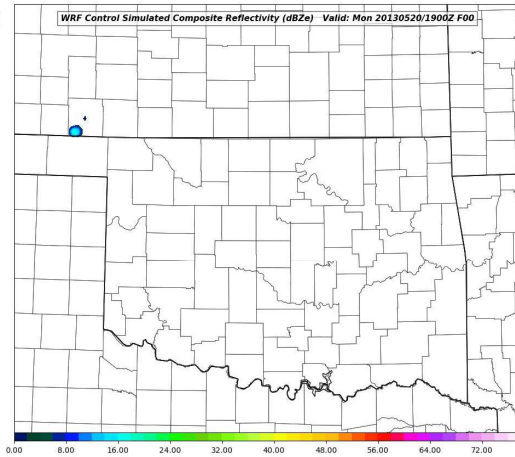 WRF Control Simulated Composite Reflectivity (dBZe) Valid: Mon 20130520/1900Z F00
0.00 8.00 16.00 24.00 32.00 40.00 48.00 56.00 64.00 72.00